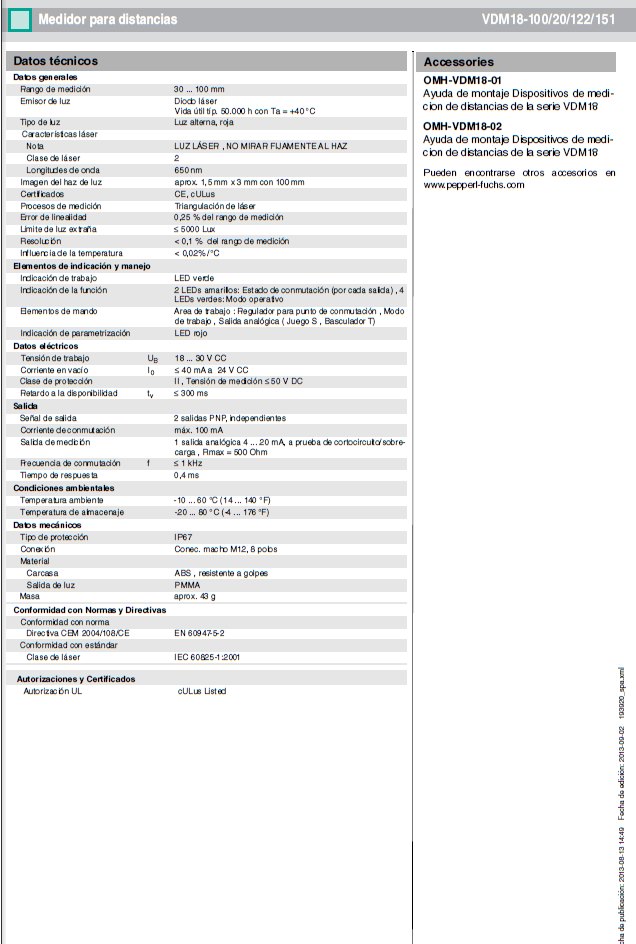 Medidor para distancias VDM18-100/20/122/151
Datos técnicos
Datos generales
Rango de medición 30 ... 100 mm
Emisor de luz Diodo láser
Vida útil típ. 50.000 h con Ta = +40°C
Tipo de luz Luz alterna, roja
Características láser
Nota LUZ LÁSER , NO MIRAR FIJAMENTE AL HAZ
Clase de láser 2
Longitudes de onda 650 nm
Imagen del haz de luz aprox. 1,5 mm x 3 mm con 100 mm
Certificados CE, cULus
Procesos de medición Triangulación de láser
Error de linealidad 0,25 % del rango de medición
Límite de luz extraña ≤ 5000 Lux
Resolución < 0,1 % del rango de medición
Influencia de la temperatura < 0,02%/°C
Elementos de indicación y manejo
Indicación de trabajo LED verde
Indicación de la función 2 LEDs amarillos: Estado de conmutación (por cada salida) , 4
LEDs verdes: Modo operativo
Elementos de mando Area de trabajo : Regulador para punto de conmutación , Modo
de trabajo , Salida analógica ( Juego S , Basculador T)
Indicación de parametrización LED rojo
Datos eléctricos
Tensión de trabajo UB 18 ... 30 V CC
Corriente en vacío I0 ≤ 40 mA a 24 V CC
Clase de protección II , Tensión de medición ≤ 50 V DC
Retardo a la disponibilidad tv ≤ 300 ms
Salida
Señal de salida 2 salidas PNP, independientes
Corriente de conmutación máx. 100 mA
Salida de medición 1 salida analógica 4 ... 20 mA, a prueba de cortocircuito/sobre-
carga , Rmax = 500 Ohm
Frecuencia de conmutación f ≤ 1 kHz
Tiempo de respuesta 0,4 ms
Condiciones ambientales
Temperatura ambiente -10 ... 60 °C (14 ... 140 °F)
Temperatura de almacenaje -20 ... 80 °C (-4 ... 176 °F)
Datos mecánicos
Tipo de protección IP67
Conexión Conec. macho M12, 8 polos
Material
Carcasa ABS , resistente a golpes
Salida de luz PMMA
Masa aprox. 43 g
Conformidad con Normas y Directivas
Conformidad con norma
Directiva CEM 2004/108/CE EN 60947-5-2
Conformidad con estándar
Clase de láser IEC 60825-1:2001
Autorizaciones y Certificados
Autorización UL cULus Listed
Accessories
OMH-VDM18-01
Ayuda de montaje Dispositivos de medi-
cion de distancias de la serie VDM18
OMH-VDM18-02
Ayuda de montaje Dispositivos de medi-
cion de distancias de la serie VDM18
Pueden encontrarse otros accesorios en
www.pepperl-fuchs.com
cha de publicación: 2013-08-13 14:49 Fecha de edición: 2013-09-02 193929_spa.xml